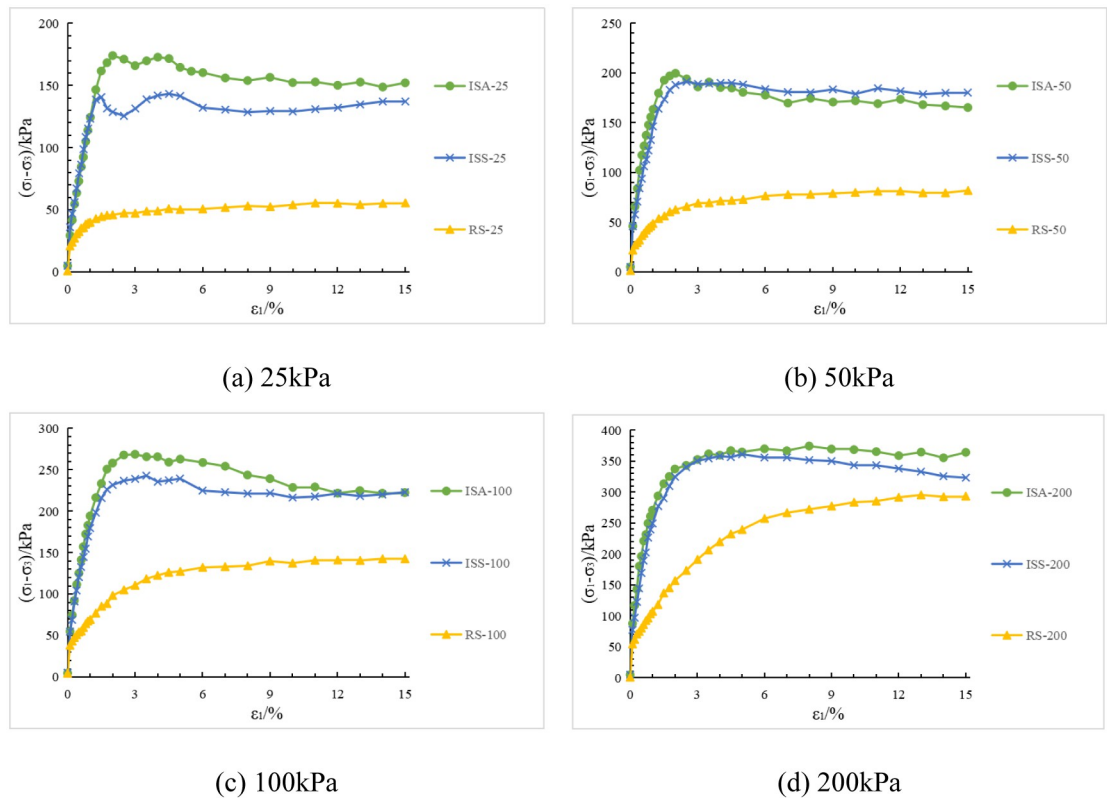 200
150
100
50
0
(σ₁-σ₃)/kPa
0 3 6 9 12 15
ε₁/%
ISA-25
ISS-25
RS-25
(a) 25kPa
250
200
150
100
50
0
(σ₁-σ₃)/kPa
0 3 6 9 12 15
ε₁/%
ISA-50
ISS-50
RS-50
(b) 50kPa
300
250
200
150
100
50
0
(σ₁-σ₃)/kPa
0 3 6 9 12 15
ε₁/%
ISA-100
ISS-100
RS-100
(c) 100kPa
400
350
300
250
200
150
100
50
0
(σ₁-σ₃)/kPa
0 3 6 9 12 15
ε₁/%
ISA-200
ISS-200
RS-200
(d) 200kPa